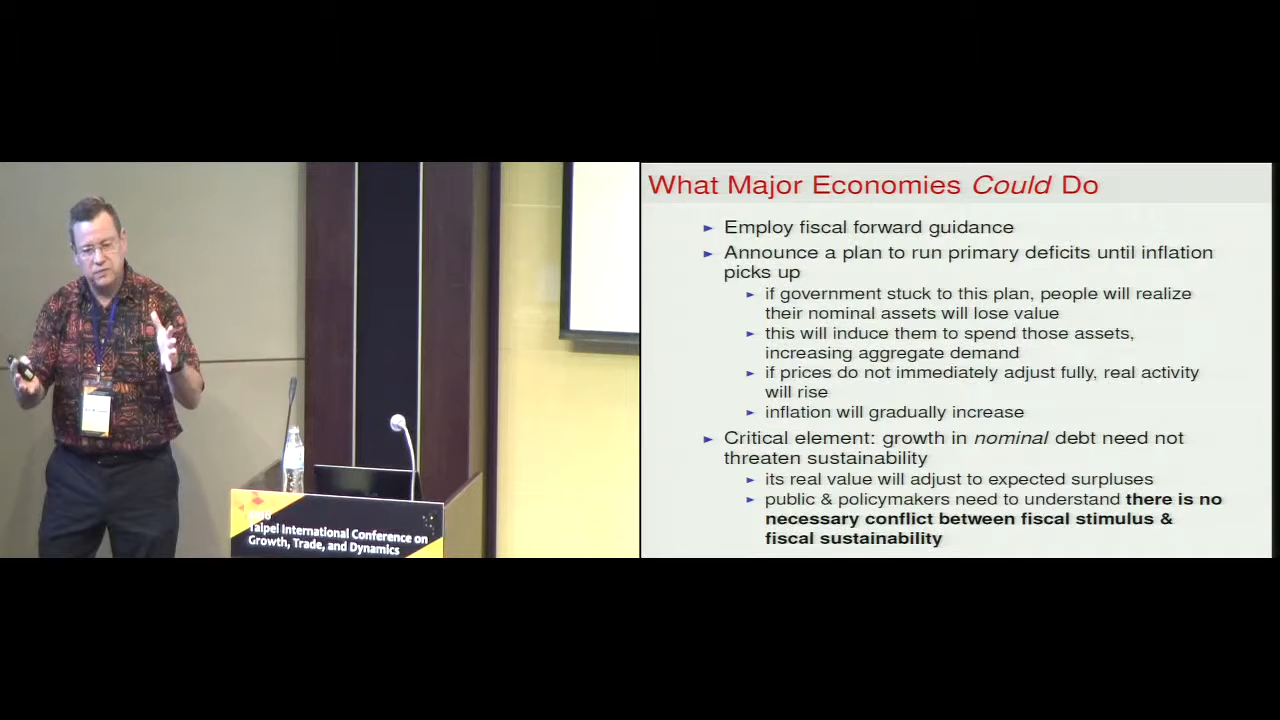 Taipei International Conference on
Growth, Trade, and Dynamics
What Major Economies Could Do
► Employ fiscal forward guidance
► Announce a plan to run primary deficits until inflation
picks up
► if government stuck to this plan, people will realize
their nominal assets will lose value
► this will induce them to spend those assets,
increasing aggregate demand
► if prices do not immediately adjust fully, real activity
will rise
► inflation will gradually increase
► Critical element: growth in nominal debt need not
threaten sustainability
► its real value will adjust to expected surpluses
► public & policymakers need to understand there is no
necessary conflict between fiscal stimulus &
fiscal sustainability